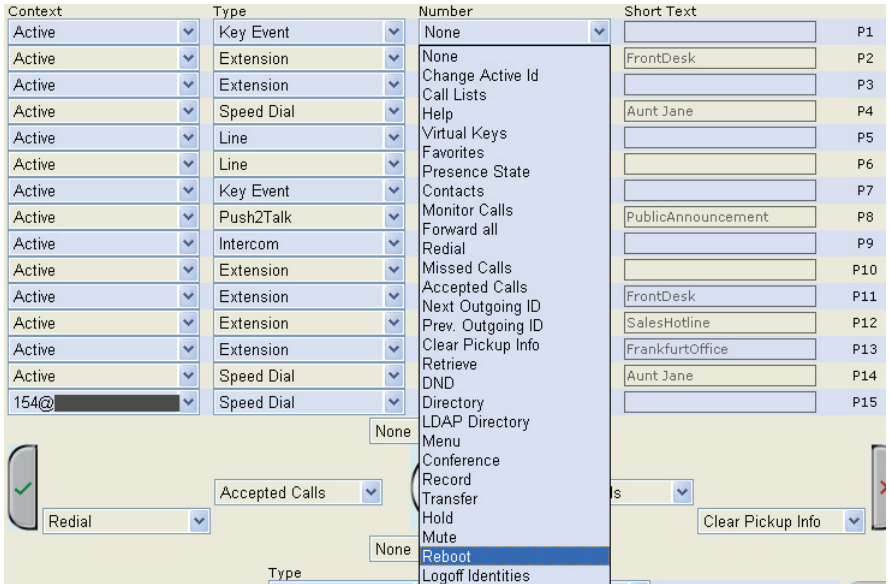 Context Type Number Short Text
Active Key Event None P1
Active Extension FrontDesk P2
Active Extension P3
Active Speed Dial Aunt Jane P4
Active Line P5
Active Line P6
Active Key Event P7
Active Push2Talk PublicAnnouncement P8
Active Intercom P9
Active Extension P10
Active Extension FrontDesk P11
Active Extension SalesHotline P12
Active Extension FrankfurtOffice P13
Active Speed Dial Aunt Jane P14
154@ Speed Dial P15
None
Change Active Id
Call Lists
Help
Virtual Keys
Favorites
Presence State
Contacts
Monitor Calls
Forward all
Redial
Missed Calls
Accepted Calls
Next Outgoing ID
Prev. Outgoing ID
Clear Pickup Info
Retrieve
DND
Directory
LDAP Directory
Menu
Conference
Record
Transfer
Hold
Mute
Reboot
Logoff Identities
None
Accepted Calls ls
Redial Clear Pickup Info
None
Type